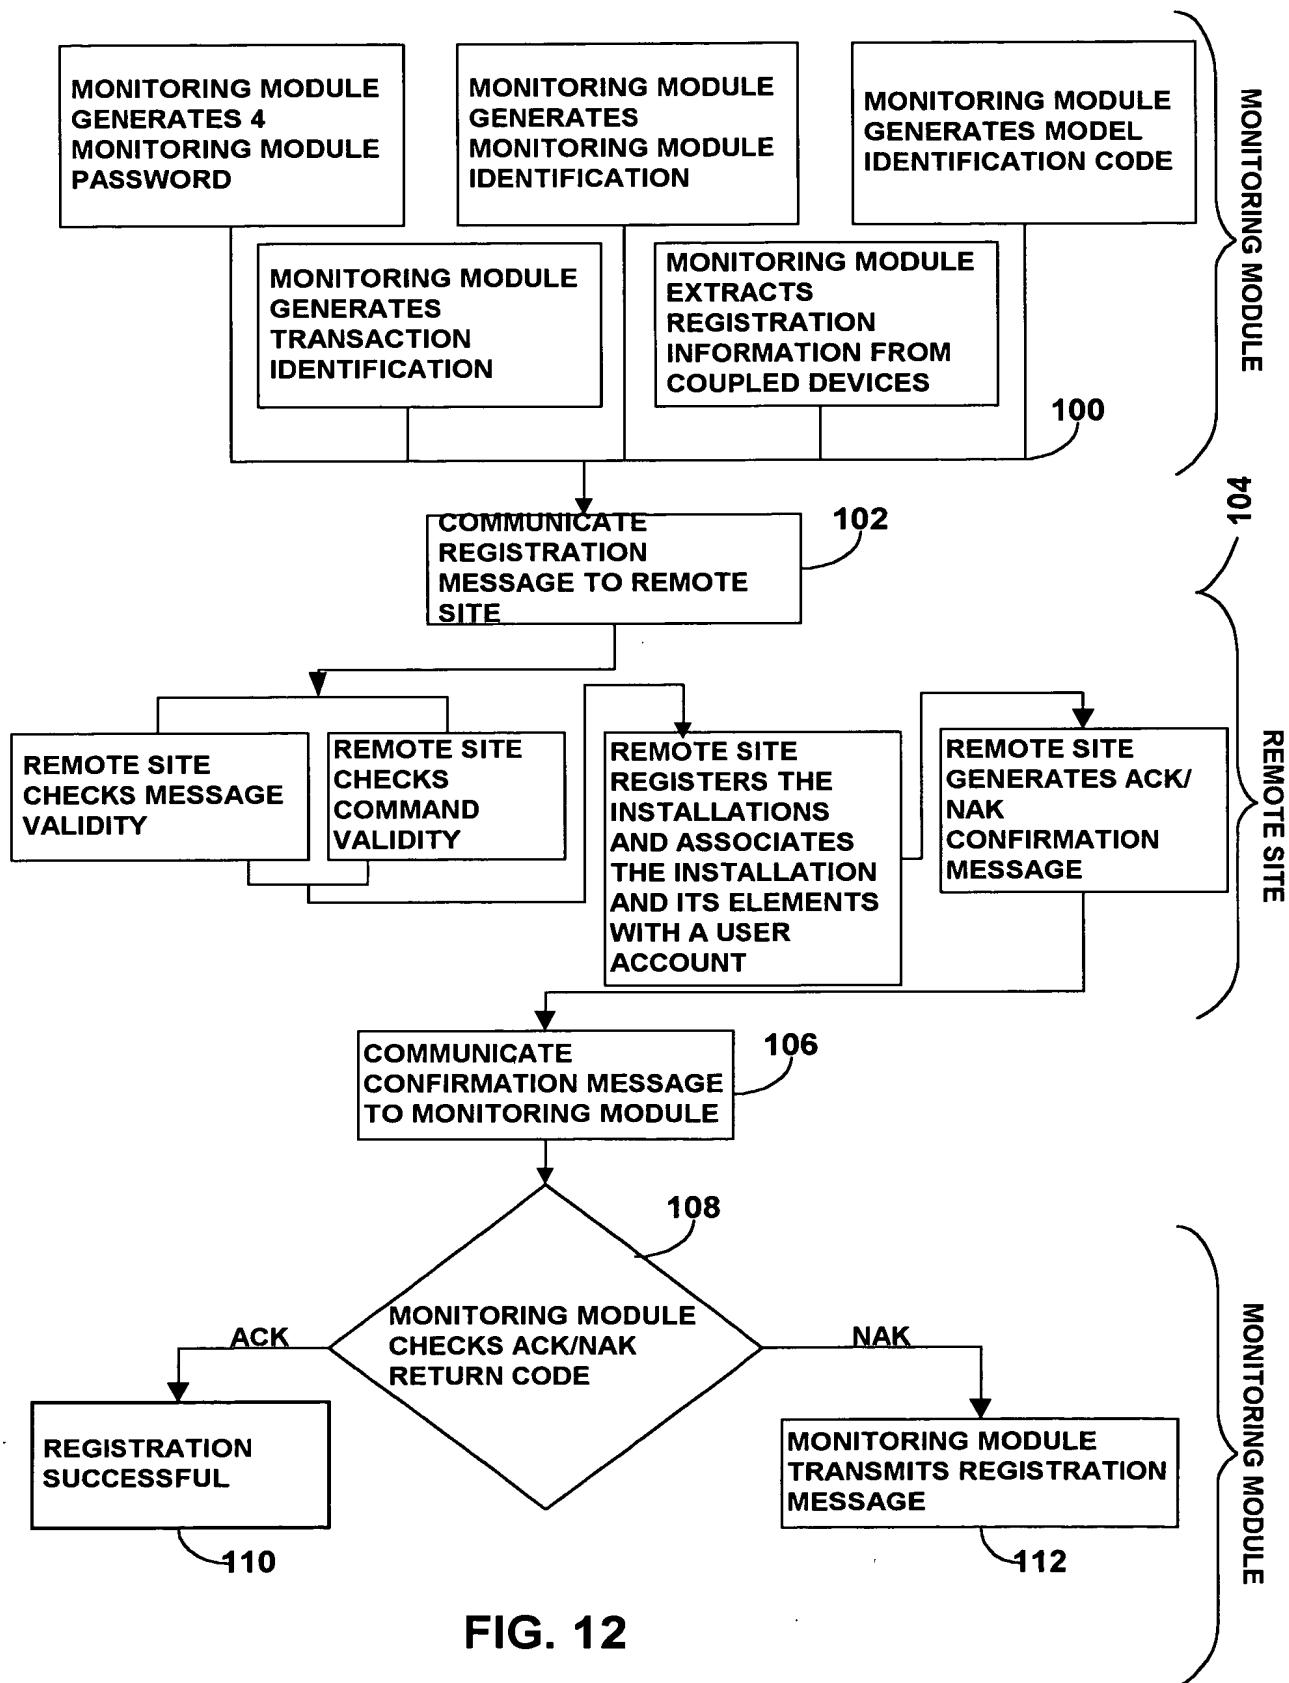 MONITORING MODULE
GENERATES 4
MONITORING MODULE
PASSWORD
MONITORING MODULE
GENERATES
MONITORING MODULE
IDENTIFICATION
MONITORING MODULE
GENERATES MODEL
IDENTIFICATION CODE
MONITORING MODULE
MONITORING MODULE
GENERATES
TRANSACTION
IDENTIFICATION
MONITORING MODULE
EXTRACTS
REGISTRATION
INFORMATION FROM
COUPLED DEVICES
100
COMMUNICATE
REGISTRATION
MESSAGE TO REMOTE
SITE
102
104
REMOTE SITE
CHECKS MESSAGE
VALIDITY
REMOTE SITE
CHECKS
COMMAND
VALIDITY
REMOTE SITE
REGISTERS THE
INSTALLATIONS
AND ASSOCIATES
THE INSTALLATION
AND ITS ELEMENTS
WITH A USER
ACCOUNT
REMOTE SITE
GENERATES ACK/
NAK
CONFIRMATION
MESSAGE
REMOTE SITE
COMMUNICATE
CONFIRMATION MESSAGE
TO MONITORING MODULE
106
108
MONITORING MODULE
CHECKS ACK/NAK
RETURN CODE
ACK
NAK
REGISTRATION
SUCCESSFUL
110
MONITORING MODULE
TRANSMITS REGISTRATION
MESSAGE
112
MONITORING MODULE
FIG. 12